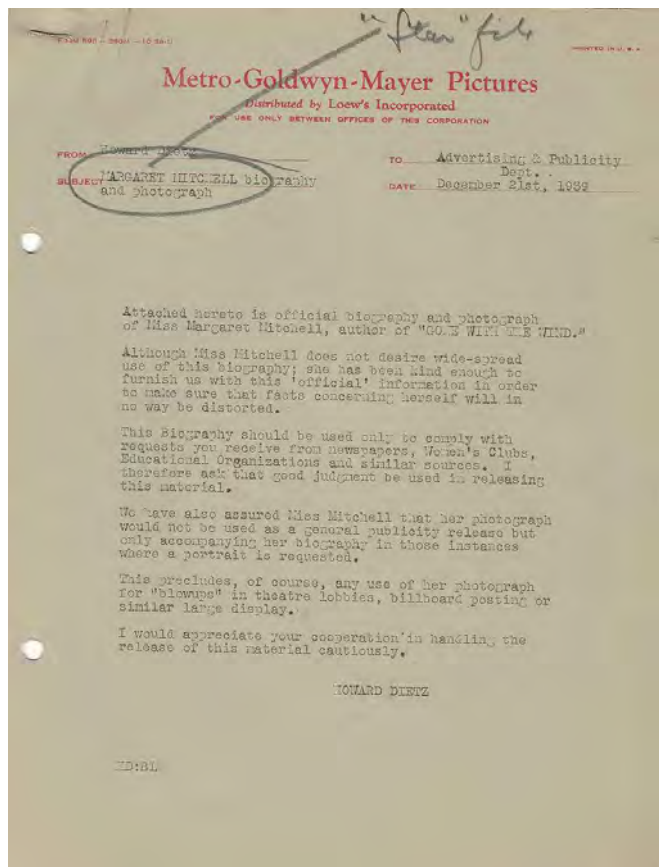 "Star" file
PRINTED IN U. S. A.
Metro-Goldwyn-Mayer Pictures
Distributed by Loew's Incorporated
FOR USE ONLY BETWEEN OFFICES OF THIS CORPORATION
FROM Howard Dietz
TO Advertising & Publicity
Dept.
SUBJECT MARGARET MITCHELL biography
and photograph
DATE December 21st, 1939
Attached hereto is official biography and photograph
of Miss Margaret Mitchell, author of "GONE WITH THE WIND."
Although Miss Mitchell does not desire wide-spread
use of this biography; she has been kind enough to
furnish us with this 'official' information in order
to make sure that facts concerning herself will in
no way be distorted.
This Biography should be used only to comply with
requests you receive from newspapers, Women's Clubs,
Educational Organizations and similar sources. I
therefore ask that good judgment be used in releasing
this material.
We have also assured Miss Mitchell that her photograph
would not be used as a general publicity release but
only accompanying her biography in those instances
where a portrait is requested.
This precludes, of course, any use of her photograph
for "blowups" in theatre lobbies, billboard posting or
similar large display.
I would appreciate your cooperation in handling the
release of this material cautiously.
HOWARD DIETZ
HD:BL